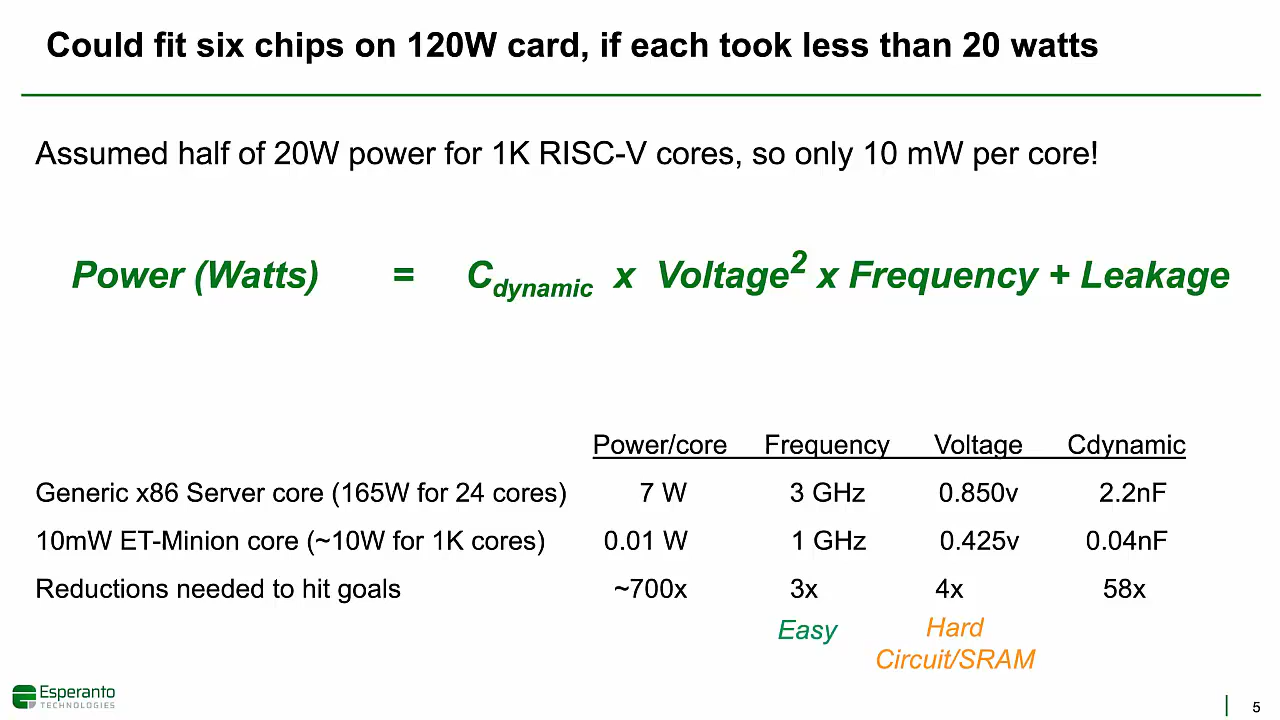 Could fit six chips on 120W card, if each took less than 20 watts
Assumed half of 20W power for 1K RISC-V cores, so only 10 mW per core!
Power (Watts) = Cdynamic x Voltage2 x Frequency + Leakage
Power/core Frequency Voltage Cdynamic
Generic x86 Server core (165W for 24 cores) 7 W 3 GHz 0.850v 2.2nF
10mW ET-Minion core (~10W for 1K cores) 0.01 W 1 GHz 0.425v 0.04nF
Reductions needed to hit goals ~700x 3x 4x 58x
Easy Hard
Circuit/SRAM
Esperanto
TECHNOLOGIES
5